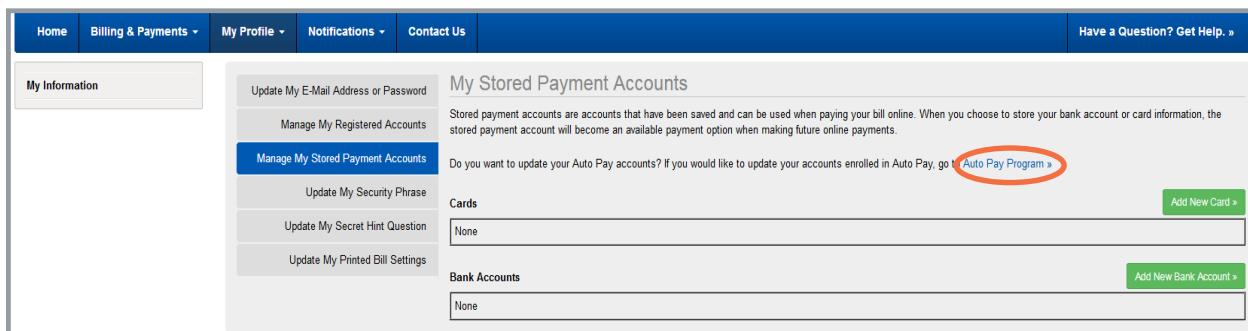 Home Billing & Payments My Profile Notifications Contact Us Have a Question? Get Help. »
My Information
Update My E-Mail Address or Password
Manage My Registered Accounts
Manage My Stored Payment Accounts
Update My Security Phrase
Update My Secret Hint Question
Update My Printed Bill Settings
My Stored Payment Accounts
Stored payment accounts are accounts that have been saved and can be used when paying your bill online. When you choose to store your bank account or card information, the
stored payment account will become an available payment option when making future online payments.
Do you want to update your Auto Pay accounts? If you would like to update your accounts enrolled in Auto Pay, go to Auto Pay Program »
Cards Add New Card »
None
Bank Accounts Add New Bank Account »
None